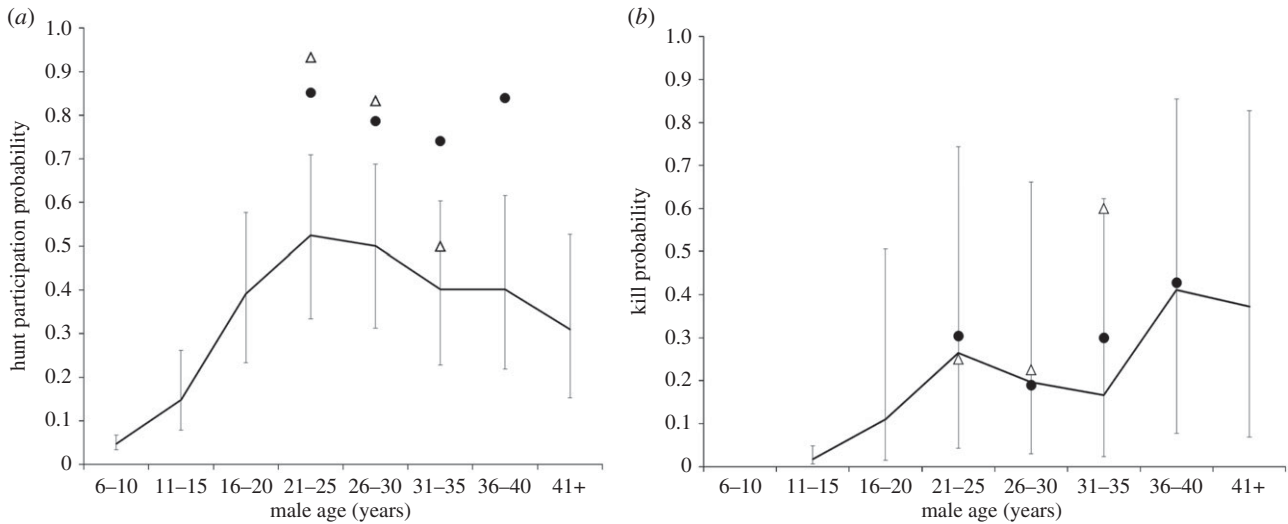 (a)
1.0
0.9
0.8
0.7
0.6
0.5
0.4
0.3
0.2
0.1
0
hunt participation probability
6–10 11–15 16–20 21–25 26–30 31–35 36–40 41+
male age (years)
(b)
1.0
0.9
0.8
0.7
0.6
0.5
0.4
0.3
0.2
0.1
0
kill probability
6–10 11–15 16–20 21–25 26–30 31–35 36–40 41+
male age (years)